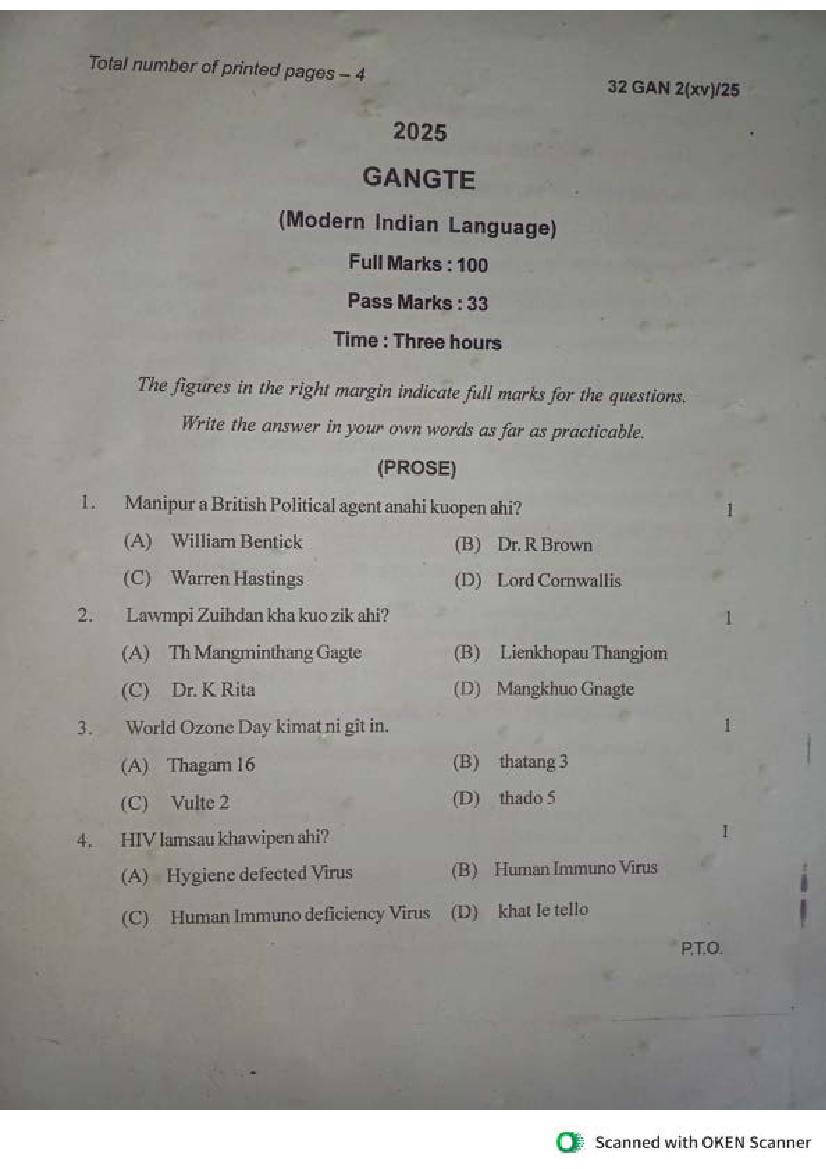 Total number of printed pages – 4
32 GAN 2(xv)/25
2025
GANGTE
(Modern Indian Language)
Full Marks : 100
Pass Marks : 33
Time : Three hours
The figures in the right margin indicate full marks for the questions.
Write the answer in your own words as far as practicable.
(PROSE)
1. Manipur a British Political agent anahi kuopen ahi? 1
(A) William Bentick (B) Dr. R Brown
(C) Warren Hastings (D) Lord Cornwallis
2. Lawmpi Zuihdan kha kuo zik ahi? 1
(A) Th Mangminthang Gagte (B) Lienkhopau Thangjom
(C) Dr. K Rita (D) Mangkhuo Gnagte
3. World Ozone Day kimat ni git in. 1
(A) Thagam 16 (B) thatang 3
(C) Vulte 2 (D) thado 5
4. HIV lamsau khawipen ahi? 1
(A) Hygiene defected Virus (B) Human Immuno Virus
(C) Human Immuno deficiency Virus (D) khat le tello
P.T.O.
Scanned with OKEN Scanner